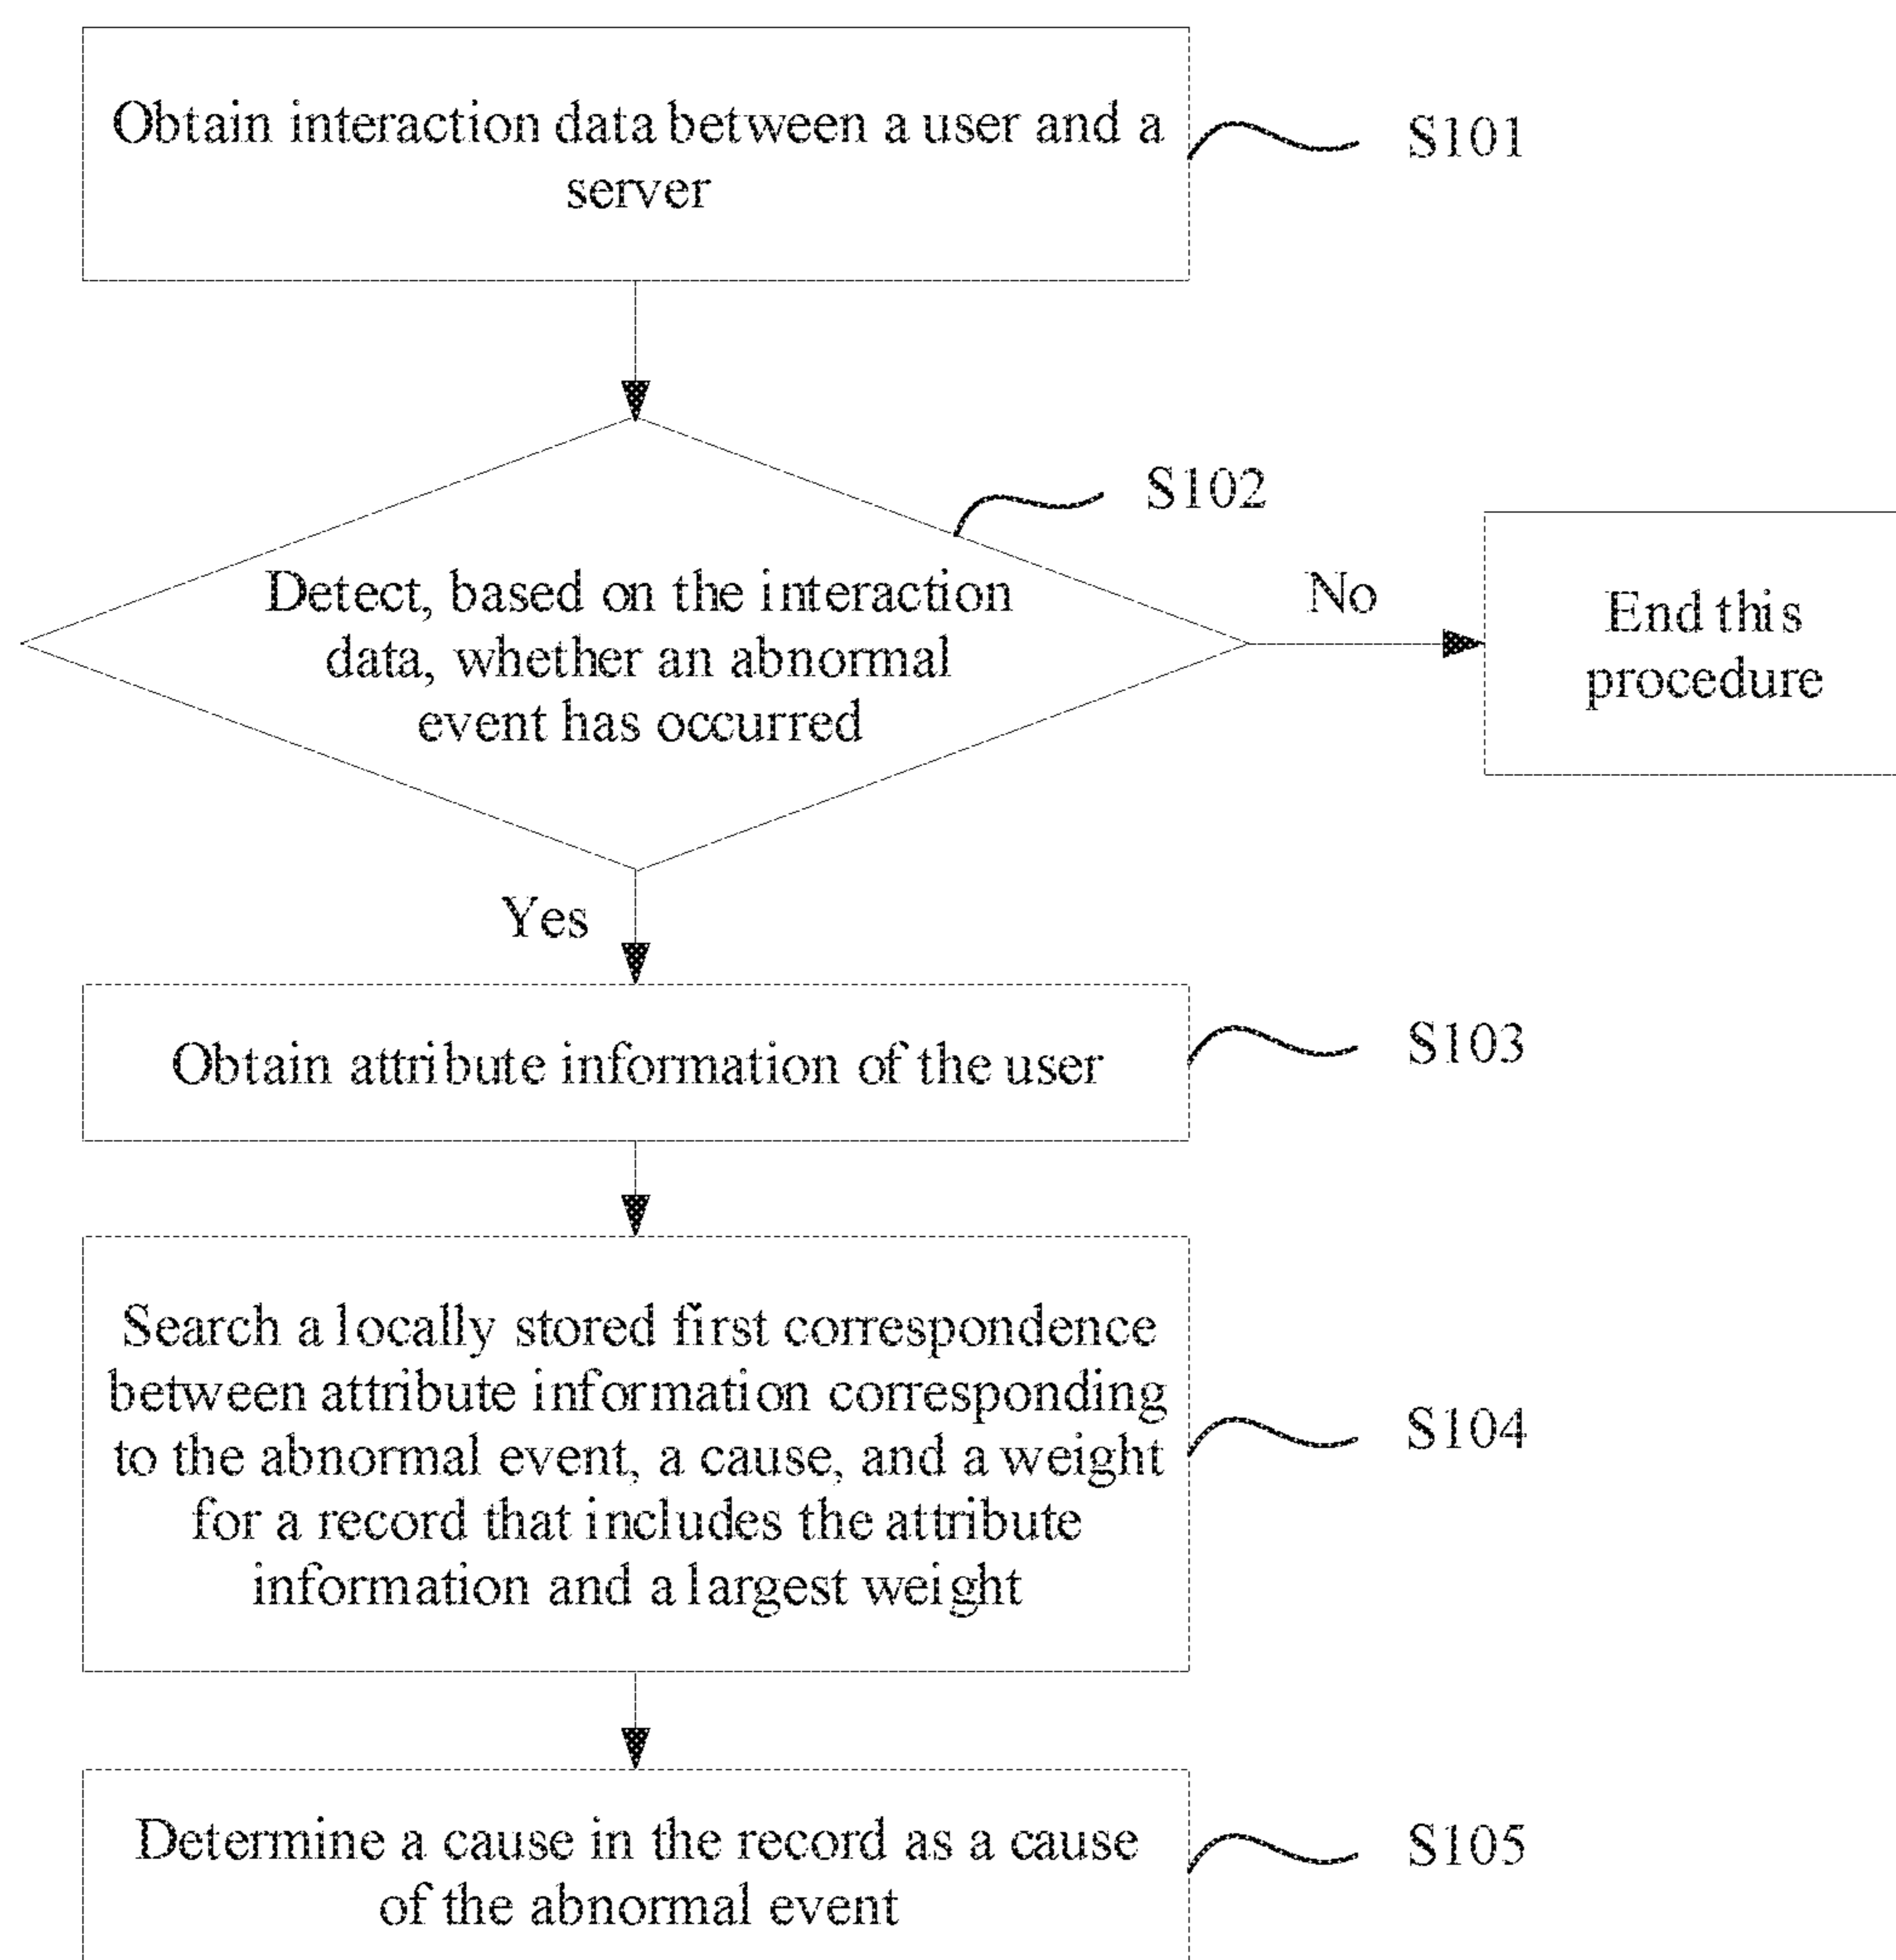 Obtain interaction data between a user and a
server
S101
S102
Detect, based on the interaction
data, whether an abnormal
event has occurred
No
End this
procedure
Yes
Obtain attribute information of the user
S103
Search a locally stored first correspondence
between attribute information corresponding
to the abnormal event, a cause, and a weight
for a record that includes the attribute
information and a largest weight
S104
Determine a cause in the record as a cause
of the abnormal event
S105